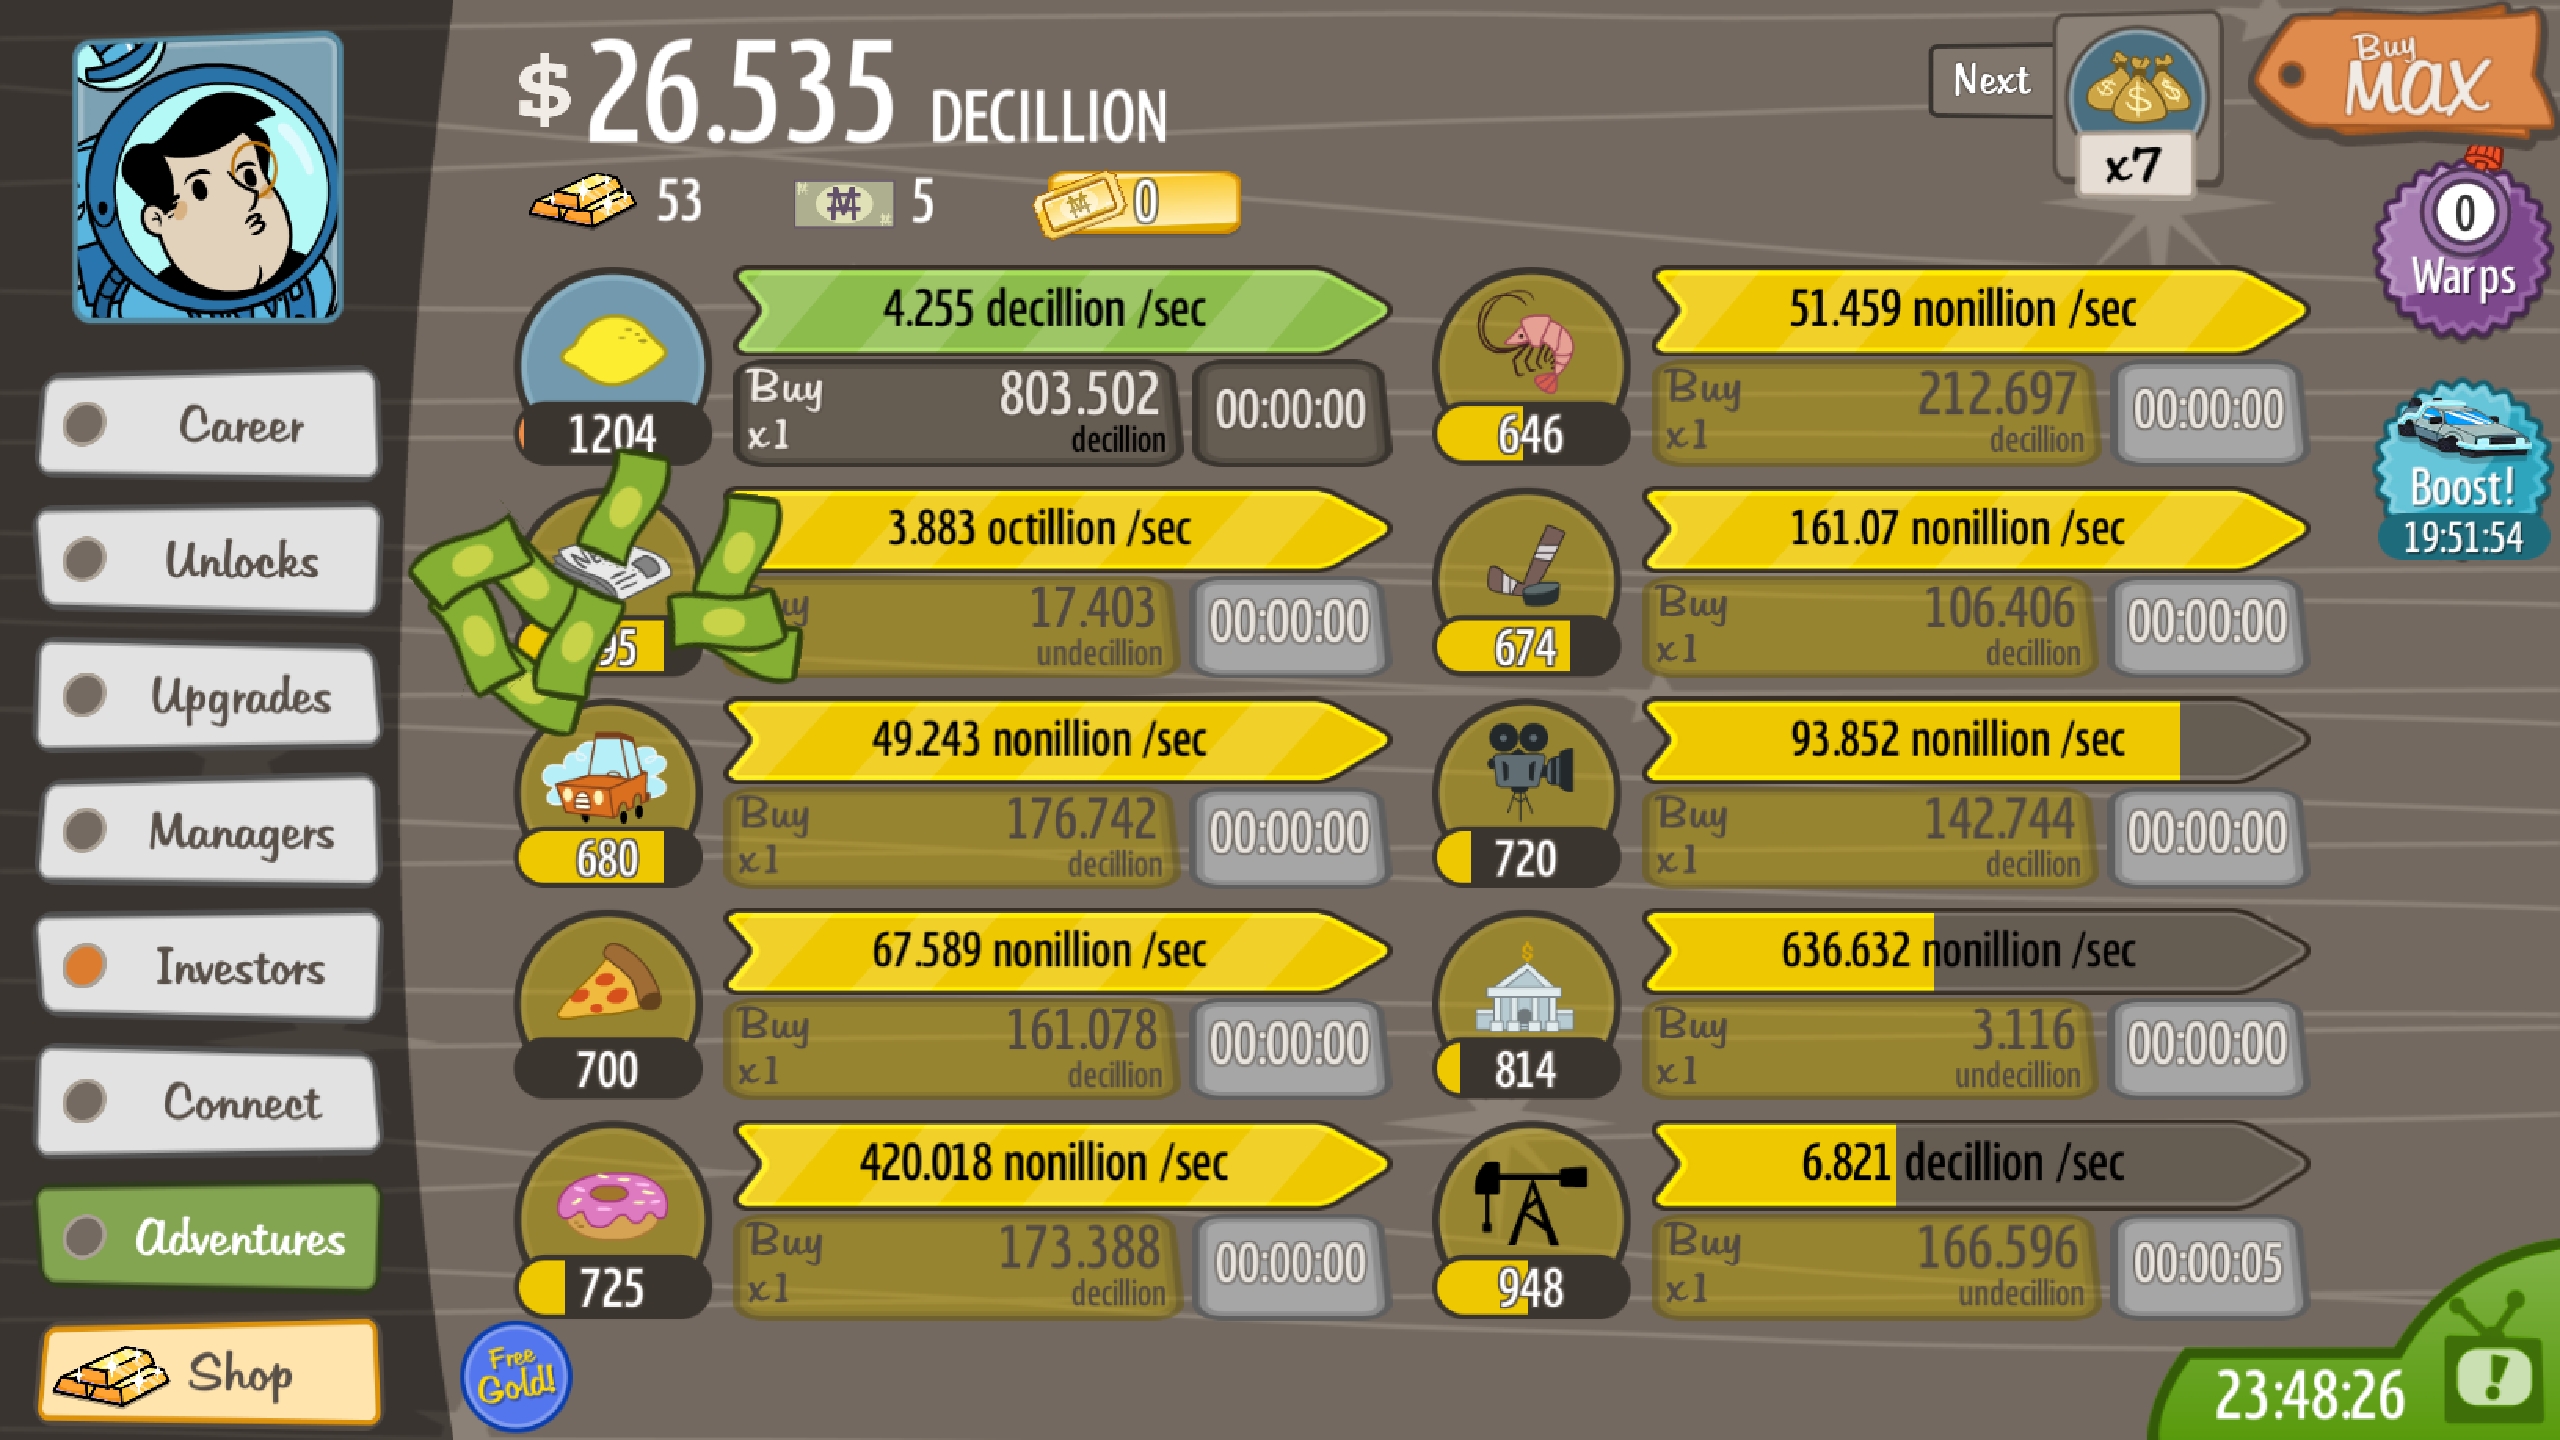 $26.535 DECILLION
Next
x7
Buy
MAX
53
5
0
0
Warps
Boost!
19:51:54
Career
Unlocks
Upgrades
Managers
Investors
Connect
Adventures
Shop
Free
Gold!
4.255 decillion /sec
1204
Buy
x1
803.502
decillion
00:00:00
3.883 octillion /sec
17.403
undecillion
00:00:00
49.243 nonillion /sec
680
Buy
x1
176.742
decillion
00:00:00
67.589 nonillion /sec
700
Buy
x1
161.078
decillion
00:00:00
420.018 nonillion /sec
725
Buy
x1
173.388
decillion
00:00:00
51.459 nonillion /sec
646
Buy
x1
212.697
decillion
00:00:00
161.07 nonillion /sec
674
Buy
x1
106.406
decillion
00:00:00
93.852 nonillion /sec
720
Buy
x1
142.744
decillion
00:00:00
636.632 nonillion /sec
814
Buy
x1
3.116
undecillion
00:00:00
6.821 decillion /sec
948
Buy
x1
166.596
undecillion
00:00:05
23:48:26